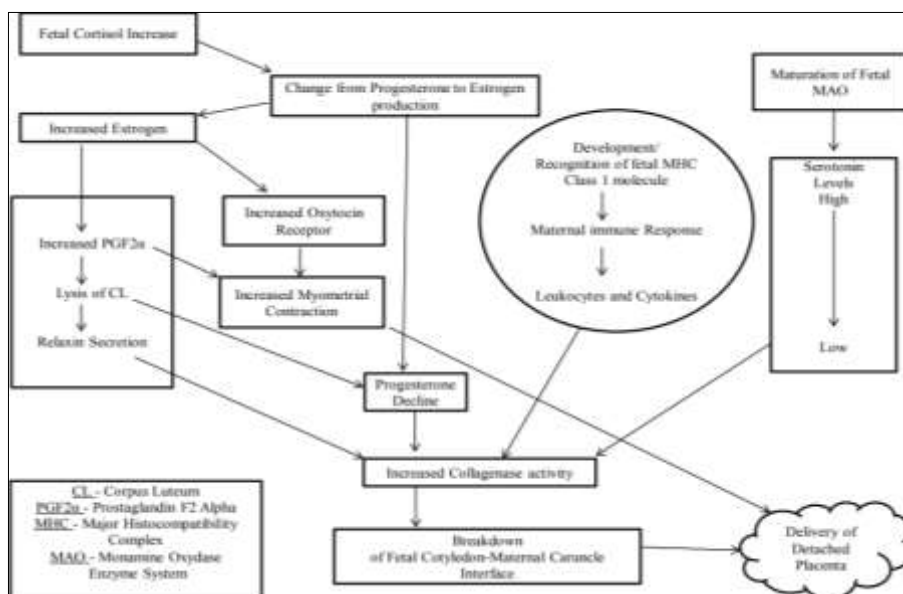 Fetal Cortisol Increase
Change from Progesterone to Estrogen
production
Maturation of Fetal
MAO
Increased Estrogen
Development/
Recognition of fetal MHC
Class 1 molecule
Maternal immune Response
Leukocytes and Cytokines
Serotonin
Levels
High
Low
Increased Oxytocin
Receptor
Increased PGF2α
Lysis of CL
Relaxin Secretion
Increased Myometrial
Contraction
Progesterone
Decline
Increased Collagenase activity
Breakdown
of Fetal Cotyledon-Maternal Caruncle
Interface
Delivery of
Detached
Placenta
CL - Corpus Luteum
PGF2α - Prostaglandin F2 Alpha
MHC - Major Histocompatibility
Complex
MAO - Monamine Oxydase
Enzyme System